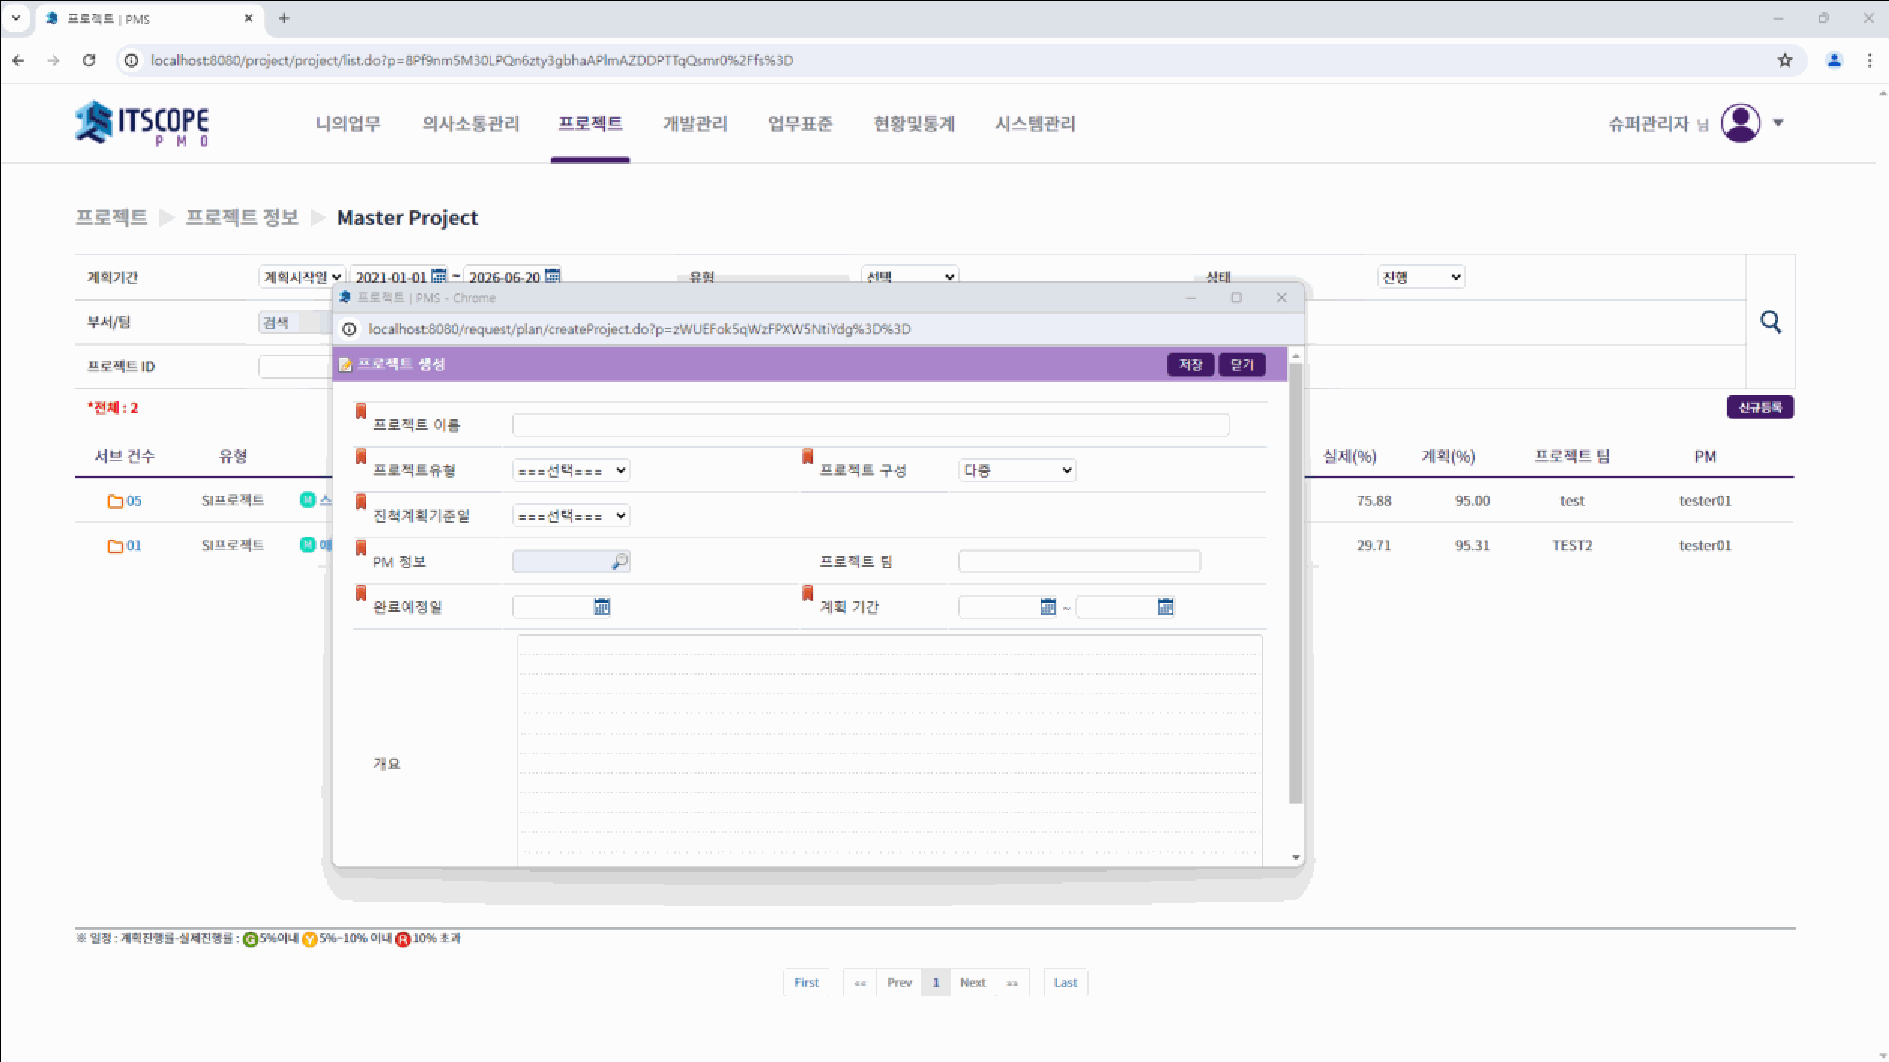 프로젝트 | PMS
localhost:8080/project/project/list.do?p=8Pf9nm5M30LPQn6zty3gbhaAPlmAZDDPTTqQsmr0%2Ffs%3D
ITSCOPE
PMO
나의업무 의사소통관리 프로젝트 개발관리 업무표준 현황및통계 시스템관리
슈퍼관리자 님
프로젝트 프로젝트 정보 Master Project
계획기간 계획시작일 2021-01-01 ~ 2026-06-20 유형 선택 상태 진행
프로젝트 | PMS - Chrome
부서/팀 검색
localhost:8080/request/plan/createProject.do?p=zWUEFok5qWzFPXW5NtiYdg%3D%3D
프로젝트 ID
프로젝트 생성 저장 닫기
*전체 : 2
신규등록
프로젝트 이름
서브 건수 유형 실제(%) 계획(%) 프로젝트 팀 PM
프로젝트유형 ===선택=== 프로젝트 구성 다중
05 SI프로젝트 M 스 75.88 95.00 test tester01
진척계획기준일 ===선택===
01 SI프로젝트 M 29.71 95.31 TEST2 tester01
PM 정보 프로젝트 팀
완료예정일 계획 기간 ~
개요
※ 일정 : 계획진행률-실제진행률 : G 5%이내 Y 5%~10% 이내 R 10% 초과
First «« Prev 1 Next »» Last